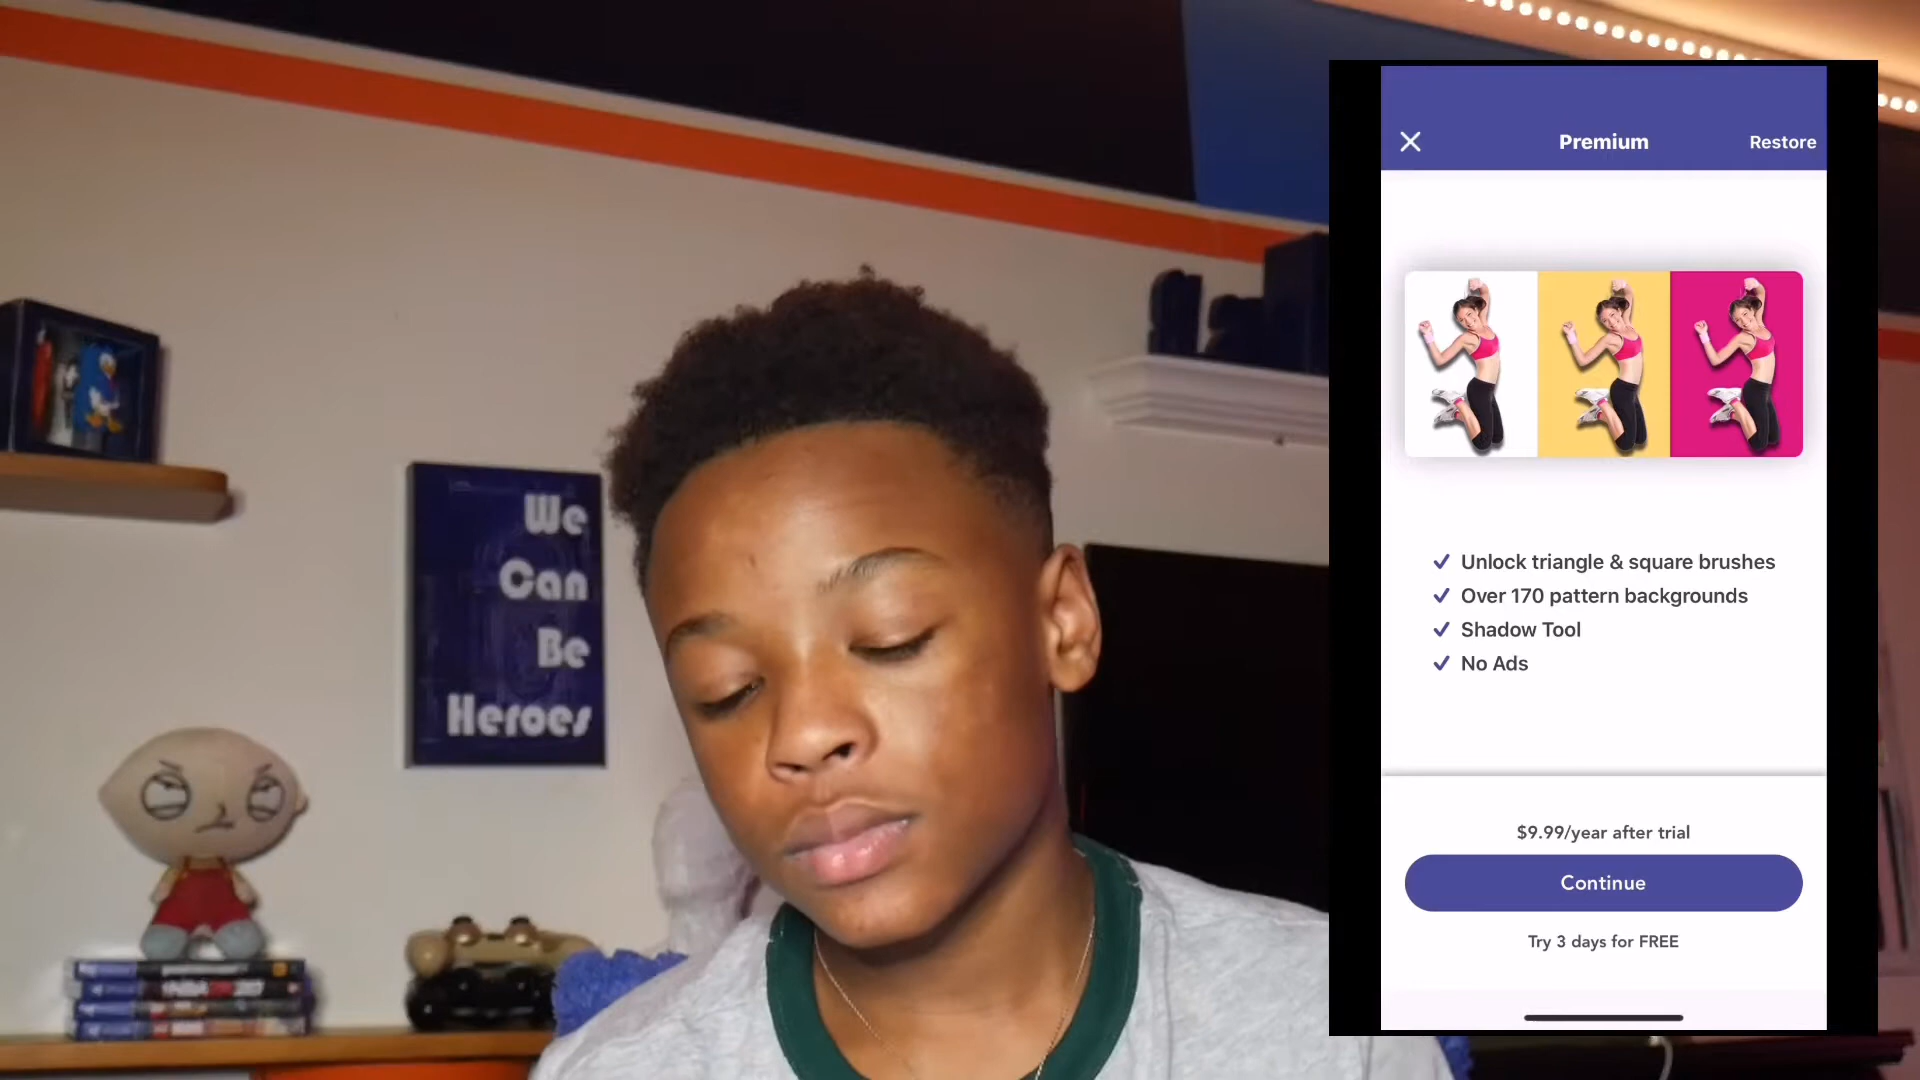 We
Can
Be
Heroes
Premium
Restore
Unlock triangle & square brushes
Over 170 pattern backgrounds
Shadow Tool
No Ads
$9.99/year after trial
Continue
Try 3 days for FREE